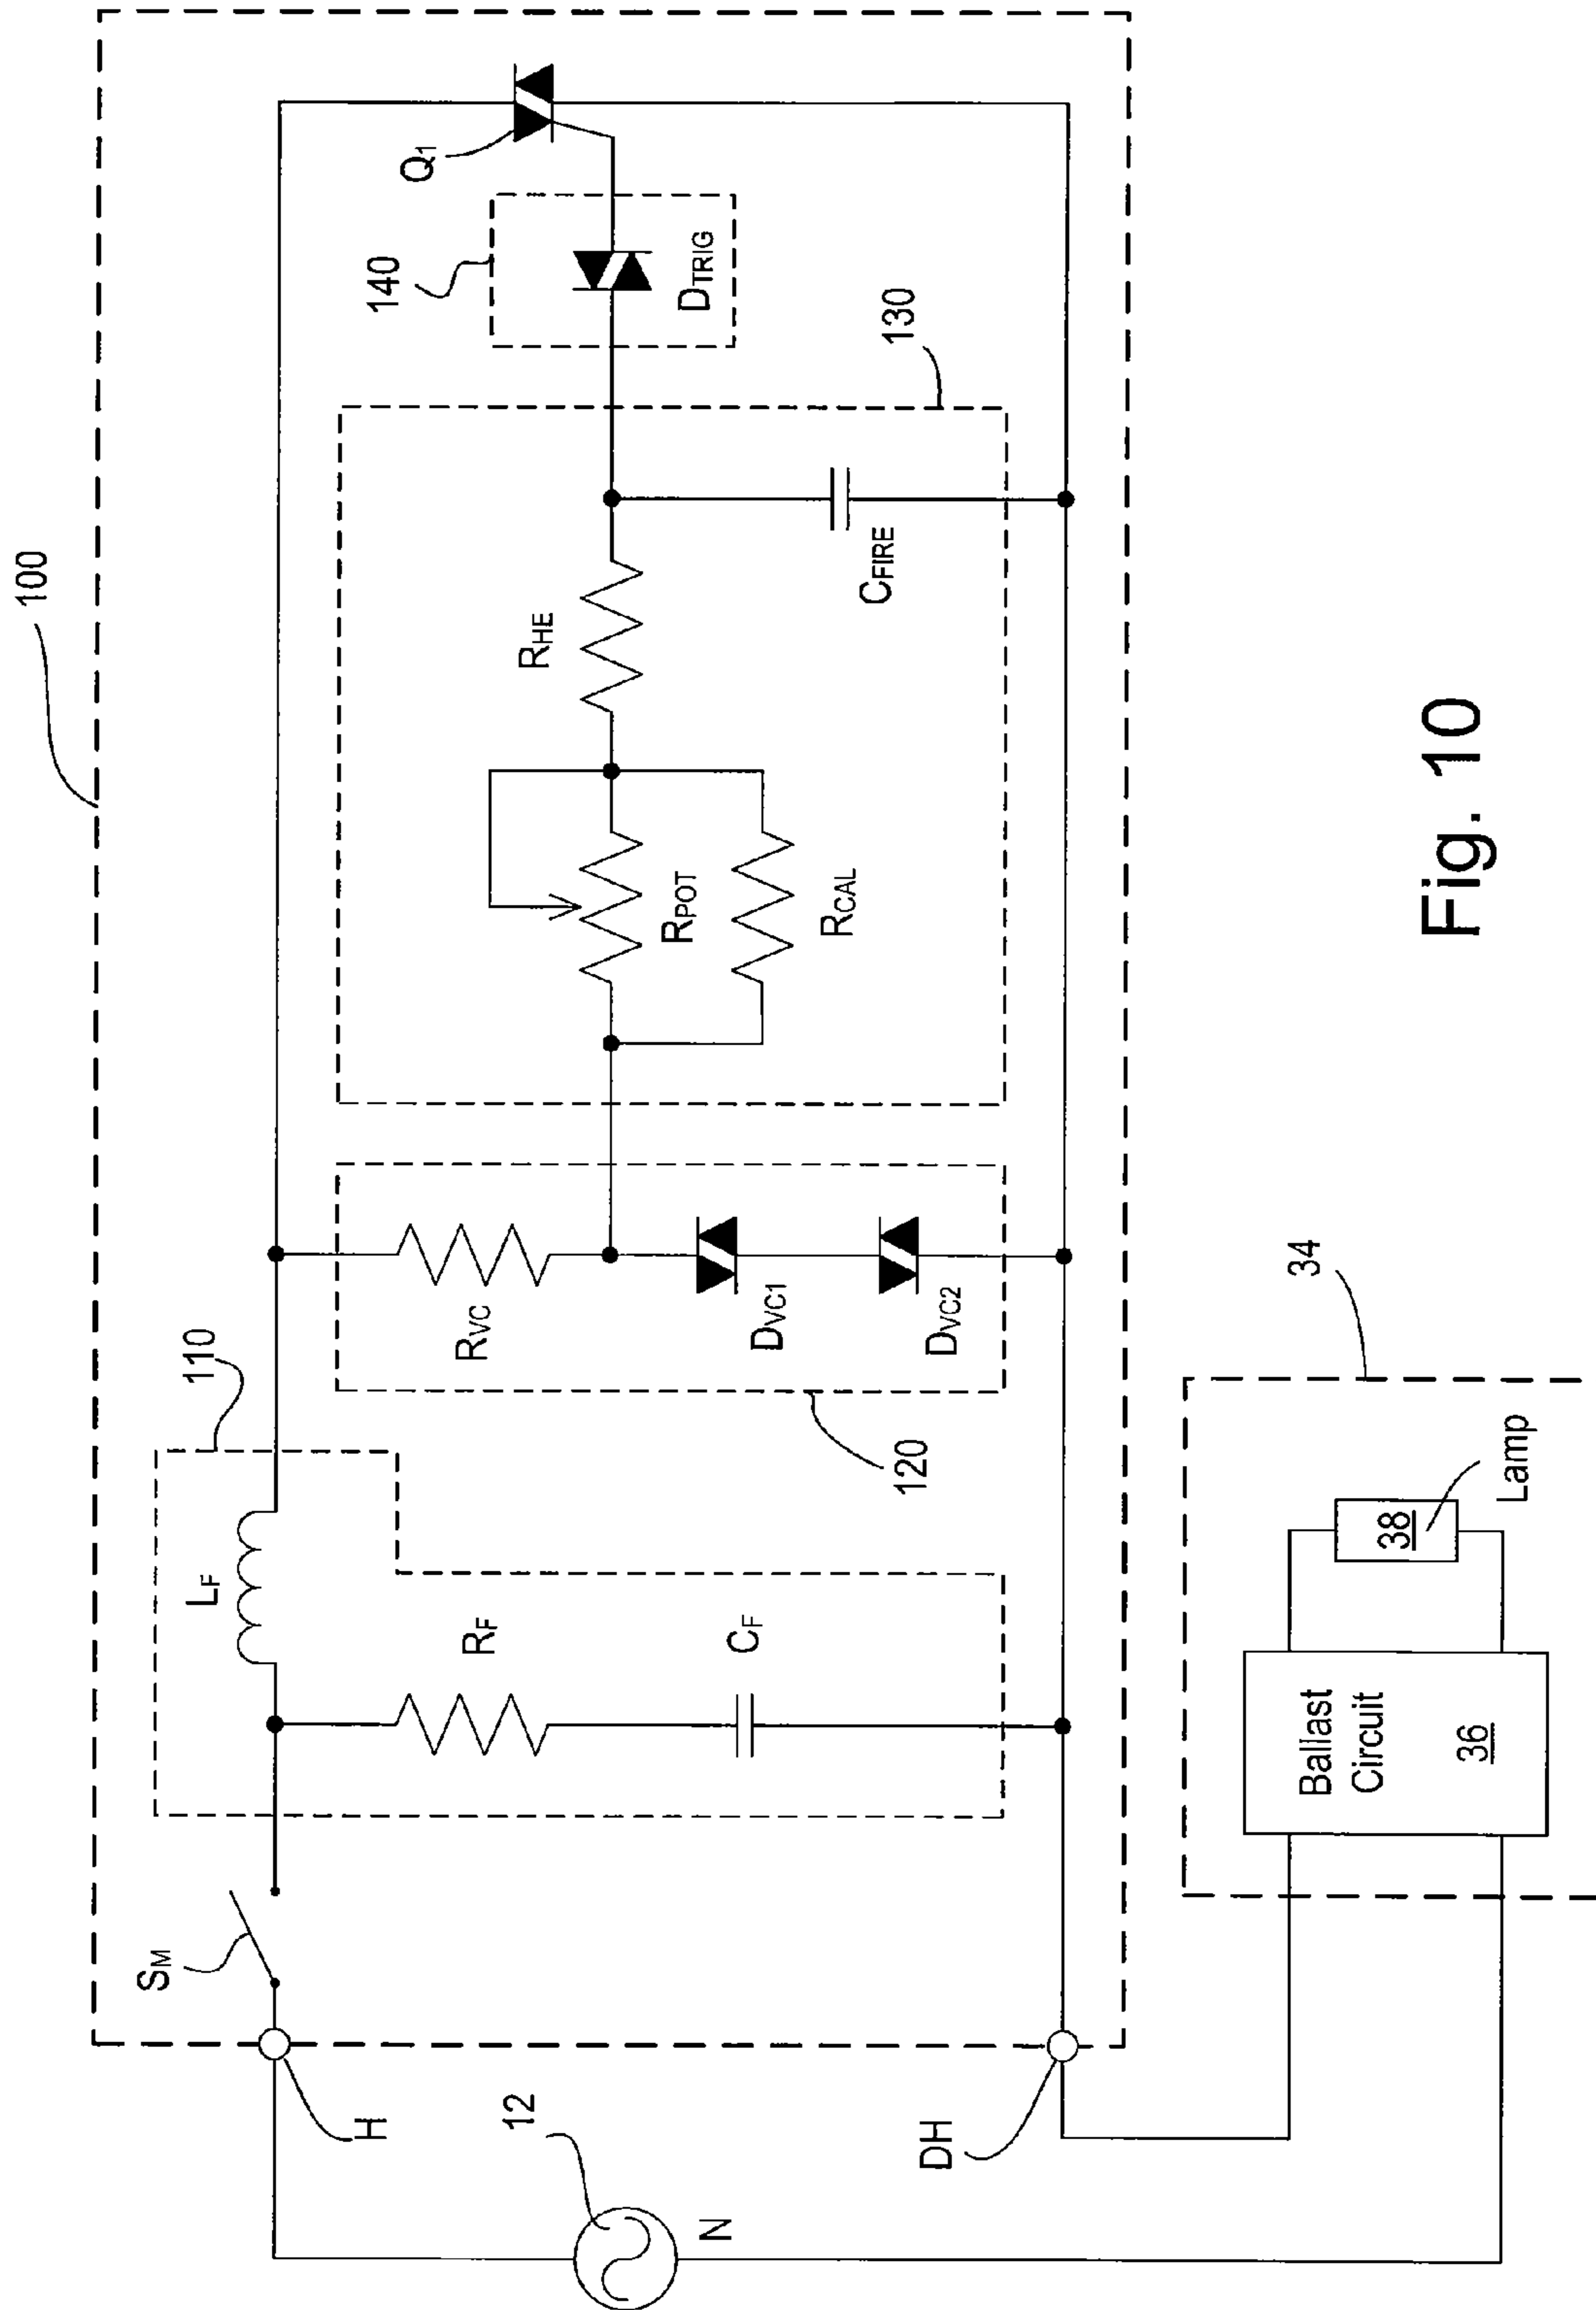 100
Q1
140
DTRIG
130
110
LF
SM
RF
CF
RVC
DVC1
DVC2
120
RPOT
RCAL
RHE
CFIRE
H
12
N
DH
34
Ballast
Circuit
36
38
Lamp
Fig. 10